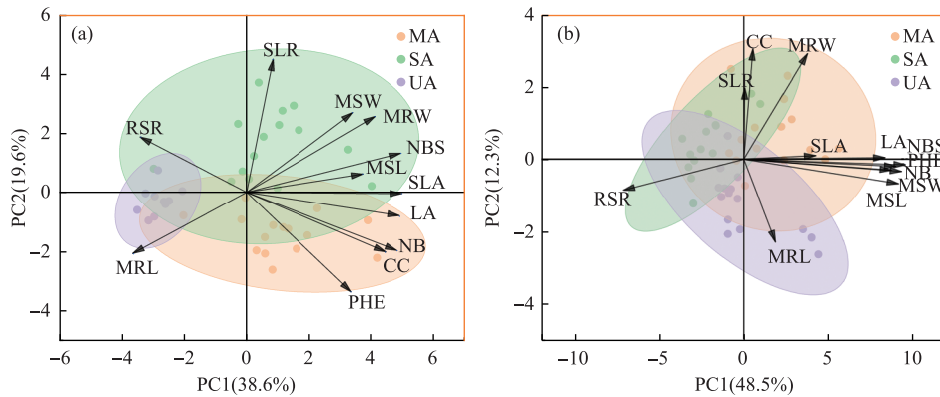 (a)
MA
SA
UA
SLR
MSW
MRW
RSR
NBS
MSL
SLA
LA
NB
CC
MRL
PHE
6
4
2
0
−2
−4
−6
−4
−2
0
2
4
6
PC2(19.6%)
PC1(38.6%)
(b)
MA
SA
UA
CC
MRW
SLR
SLA
LA
NBS
PHE
NB
MSW
MSL
RSR
MRL
4
2
0
−2
−4
−10
−5
0
5
10
PC2(12.3%)
PC1(48.5%)